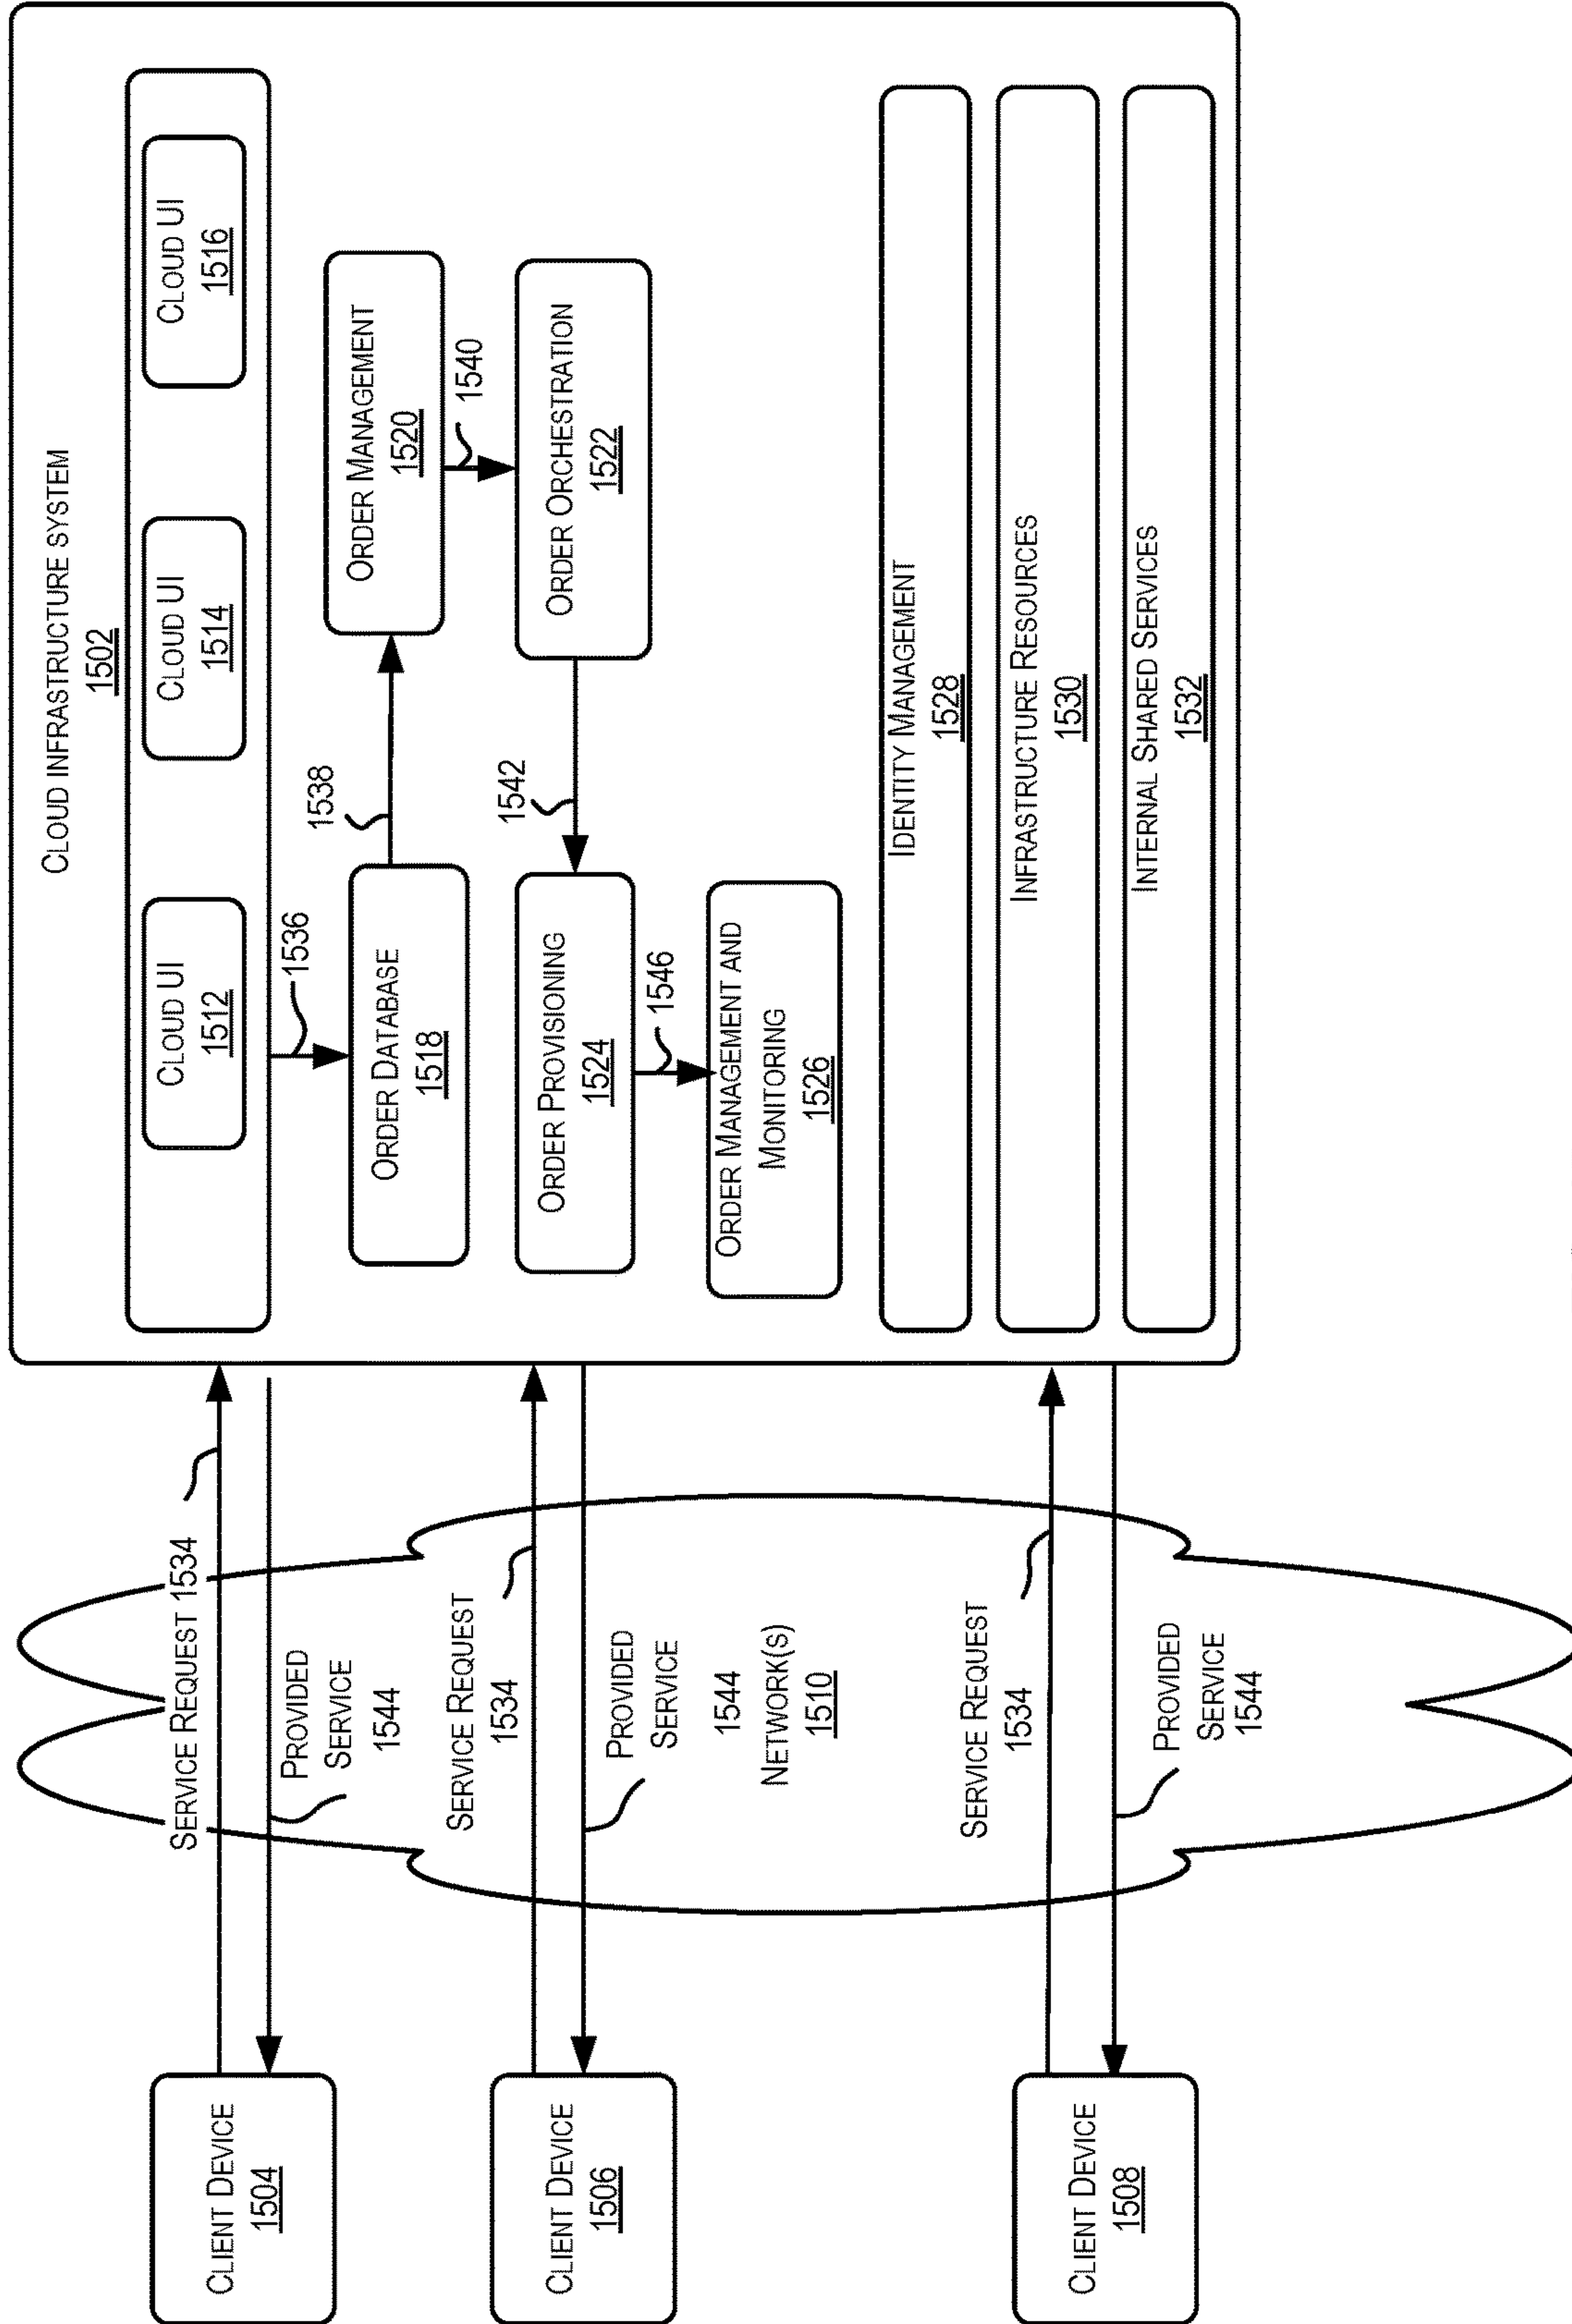 CLOUD INFRASTRUCTURE SYSTEM
1502
CLOUD UI
1512
CLOUD UI
1514
CLOUD UI
1516
1536
ORDER DATABASE
1518
1538
ORDER MANAGEMENT
1520
1540
ORDER ORCHESTRATION
1522
1542
ORDER PROVISIONING
1524
1546
ORDER MANAGEMENT AND
MONITORING
1526
IDENTITY MANAGEMENT
1528
INFRASTRUCTURE RESOURCES
1530
INTERNAL SHARED SERVICES
1532
SERVICE REQUEST 1534
PROVIDED
SERVICE
1544
SERVICE REQUEST
1534
PROVIDED
SERVICE
1544
NETWORK(S)
1510
SERVICE REQUEST
1534
PROVIDED
SERVICE
1544
CLIENT DEVICE
1504
CLIENT DEVICE
1506
CLIENT DEVICE
1508